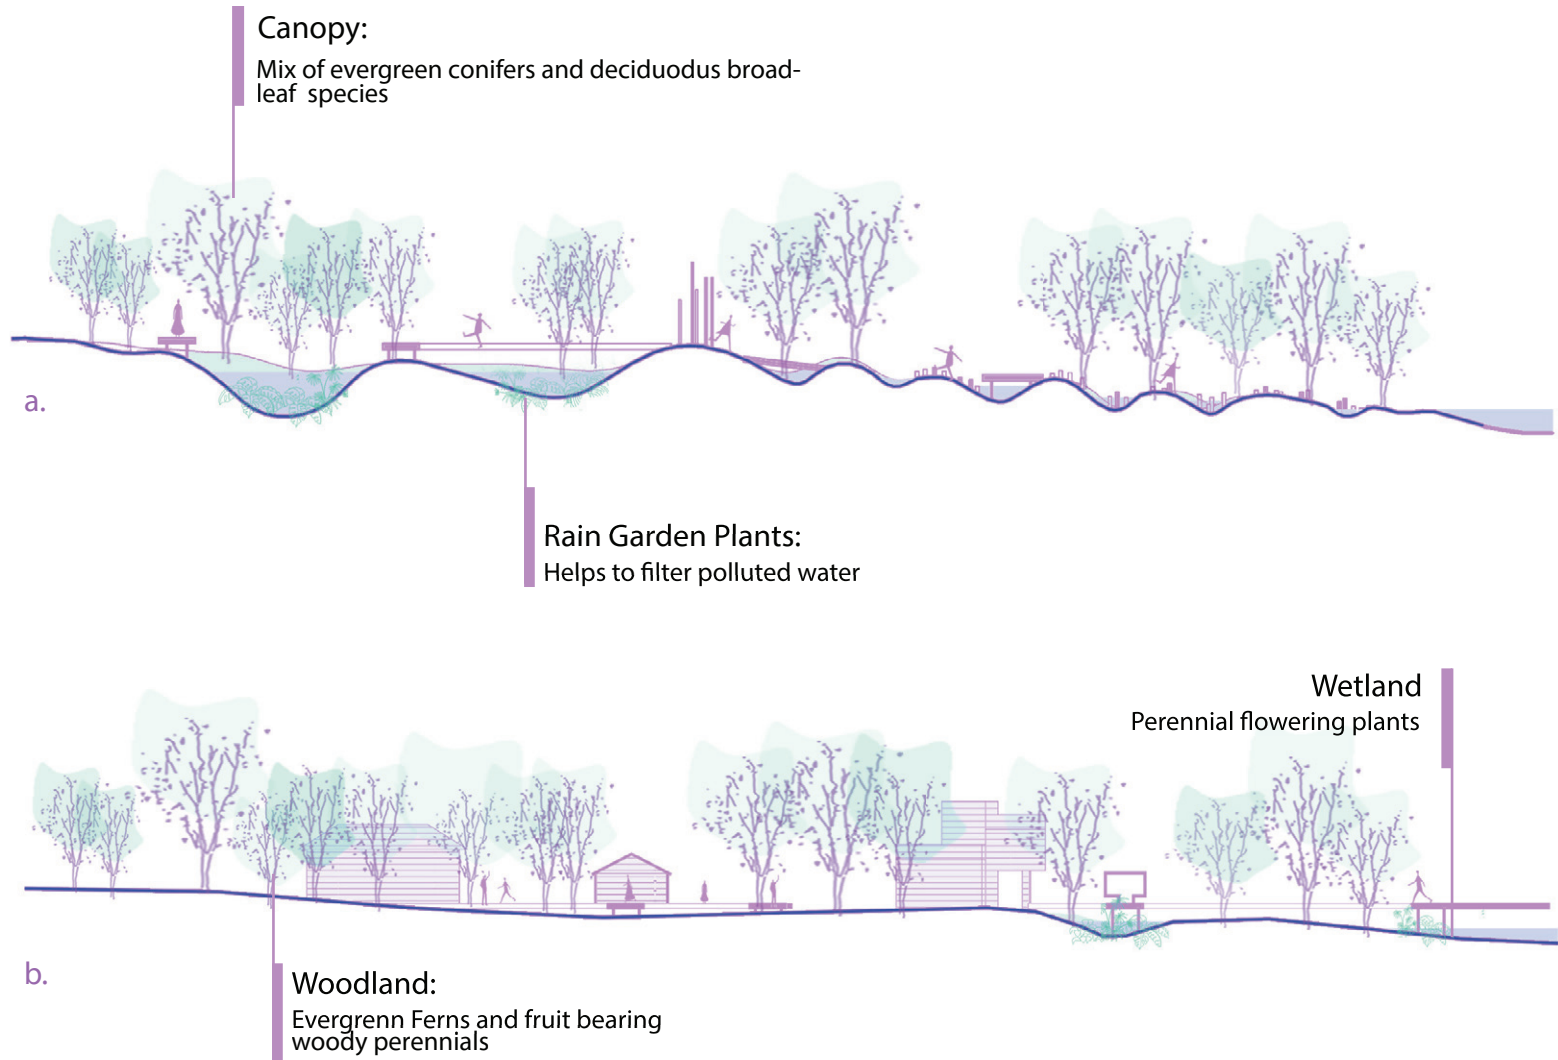 Canopy:
Mix of evergreen conifers and deciduodus broad-
leaf species
a.
Rain Garden Plants:
Helps to filter polluted water
Wetland
Perennial flowering plants
b.
Woodland:
Evergrenn Ferns and fruit bearing
woody perennials